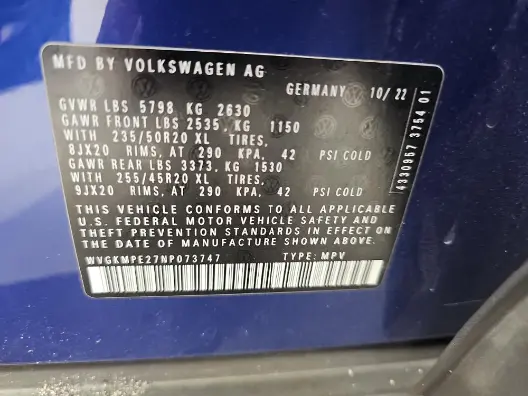 MFD BY VOLKSWAGEN AG
GERMANY 10/ 22
GVWR LBS 5798 KG 2630
GAWR FRONT LBS 2535, KG 1150
WITH 235/50R20 XL TIRES,
8JX20 RIMS, AT 290 KPA, 42 PSI COLD
GAWR REAR LBS 3373, KG 1530
WITH 255/45R20 XL TIRES,
9JX20 RIMS, AT 290 KPA, 42 PSI COLD
THIS VEHICLE CONFORMS TO ALL APPLICABLE
U.S. FEDERAL MOTOR VEHICLE SAFETY AND
THEFT PREVENTION STANDARDS IN EFFECT ON
THE DATE OF MANUFACTURE SHOWN ABOVE.
WVGKMPE27NP073747 TYPE: MPV
4330957 3754 01